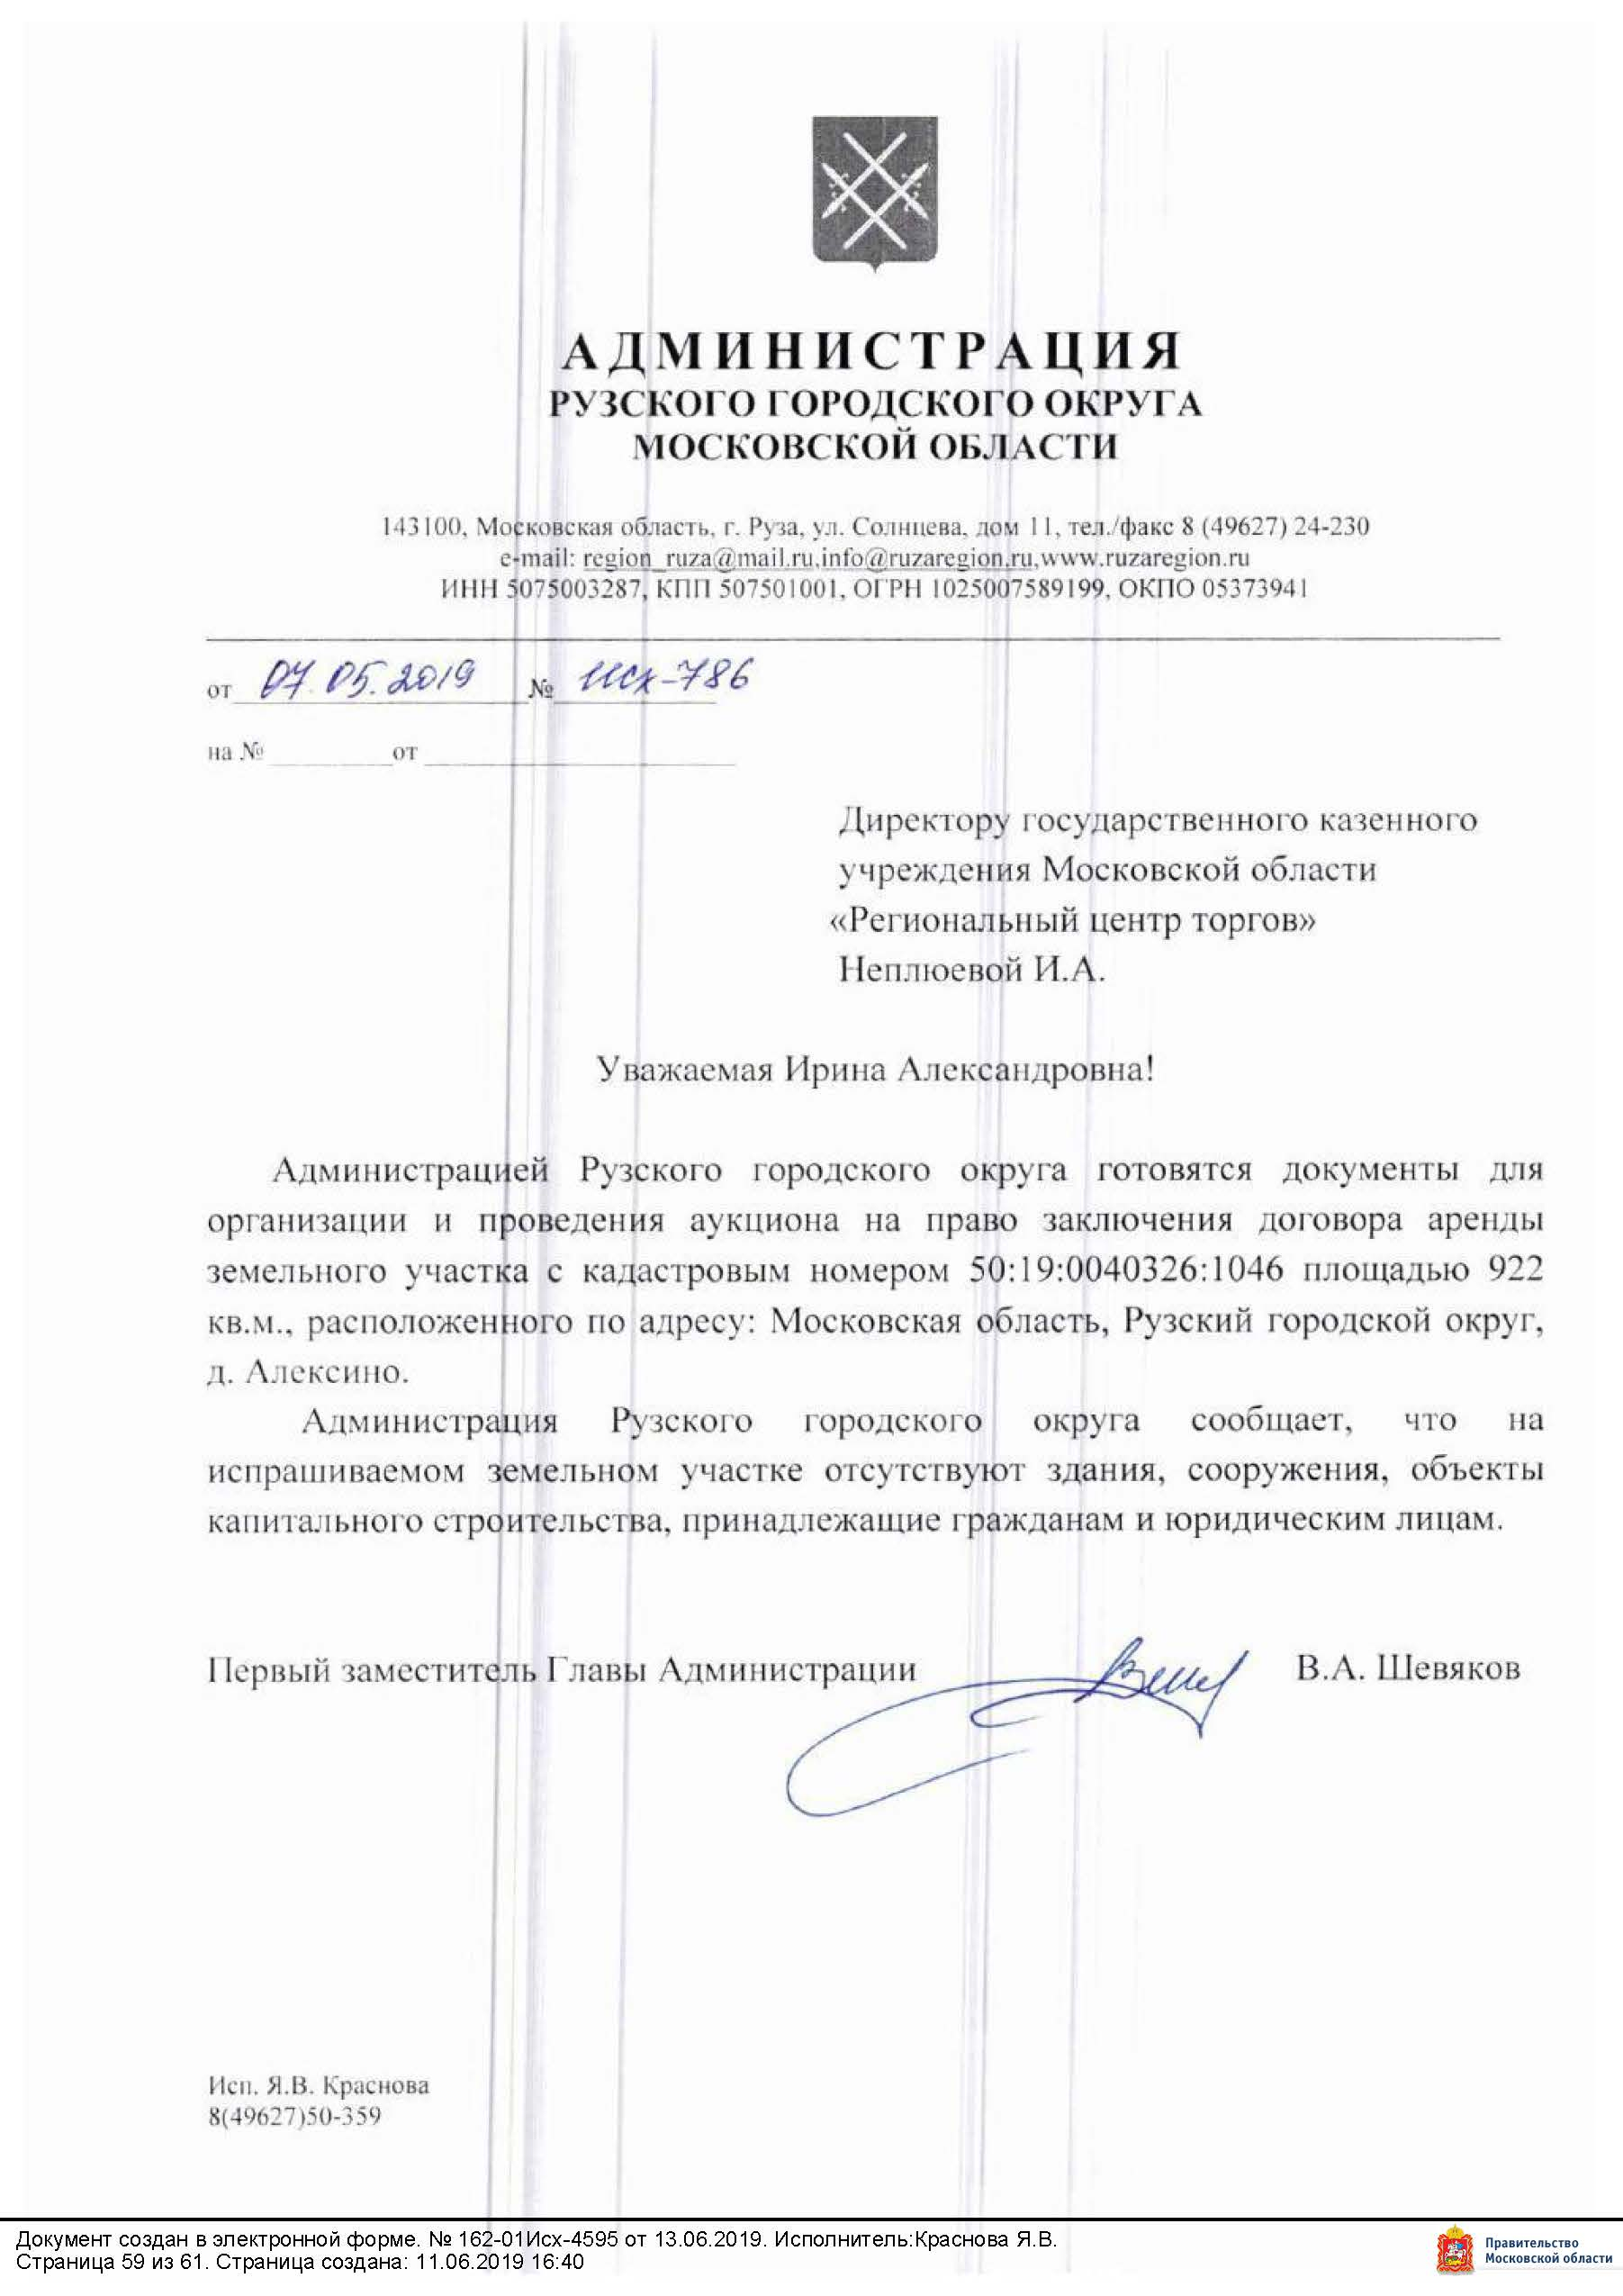 АДМИНИСТРАЦИЯ
РУЗСКОГО ГОРОДСКОГО ОКРУГА
МОСКОВСКОЙ ОБЛАСТИ
143100, Московская область, г. Руза, ул. Солнцева, дом 11, тел./факс 8 (49627) 24-230
e-mail: region_ruza@mail.ru,info@ruzaregion.ru,www.ruzaregion.ru
ИНН 5075003287, КПП 507501001, ОГРН 1025007589199, ОКПО 05373941
от 07.05.2019 № исх-786
на № от
Директору государственного казенного
учреждения Московской области
«Региональный центр торгов»
Неплюевой И.А.
Уважаемая Ирина Александровна!
Администрацией Рузского городского округа готовятся документы для
организации и проведения аукциона на право заключения договора аренды
земельного участка с кадастровым номером 50:19:0040326:1046 площадью 922
кв.м., расположенного по адресу: Московская область, Рузский городской округ,
д. Алексино.
Администрация Рузского городского округа сообщает, что на
испрашиваемом земельном участке отсутствуют здания, сооружения, объекты
капитального строительства, принадлежащие гражданам и юридическим лицам.
Первый заместитель Главы Администрации В.А. Шевяков
Исп. Я.В. Краснова
8(49627)50-359
Документ создан в электронной форме. № 162-01Исх-4595 от 13.06.2019. Исполнитель:Краснова Я.В.
Страница 59 из 61. Страница создана: 11.06.2019 16:40
Правительство
Московской области